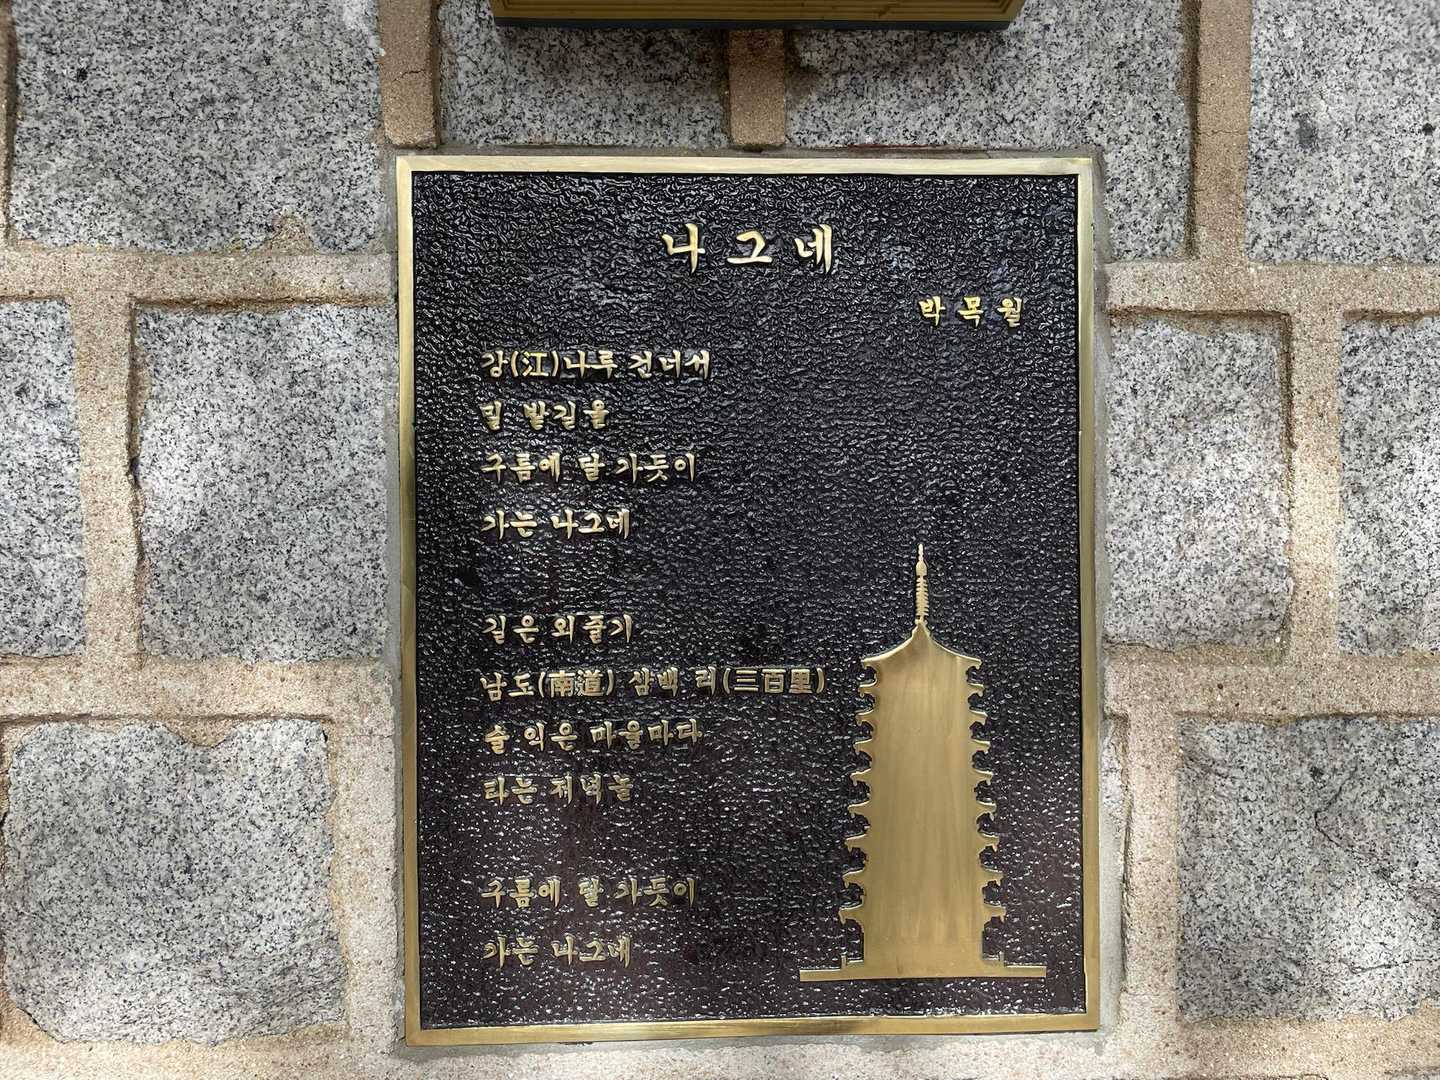 나그네
박목월
강(江)나루 건너서
밀 밭길을
구름에 달 가듯이
가는 나그네
길은 외줄기
남도(南道) 삼백 리(三百里)
술 익은 마을마다
타는 저녁놀
구름에 달 가듯이
가는 나그네